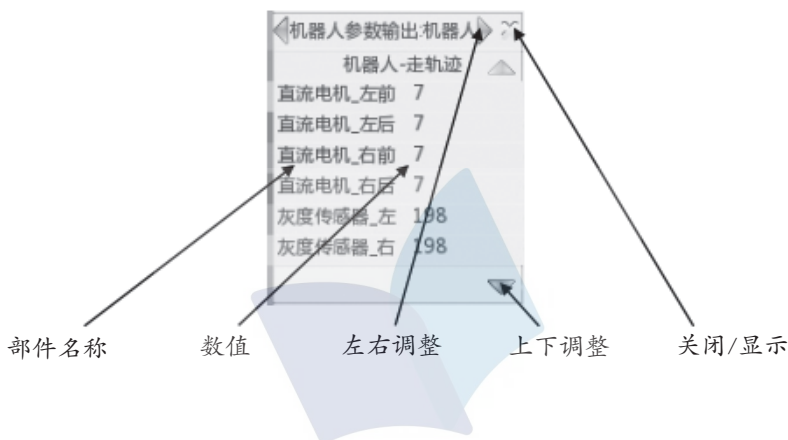 机器人参数输出:机器人
机器人-走轨迹
直流电机_左前 7
直流电机_左后 7
直流电机_右前 7
直流电机_右后 7
灰度传感器_左 198
灰度传感器_右 198
部件名称 数值 左右调整 上下调整 关闭/显示